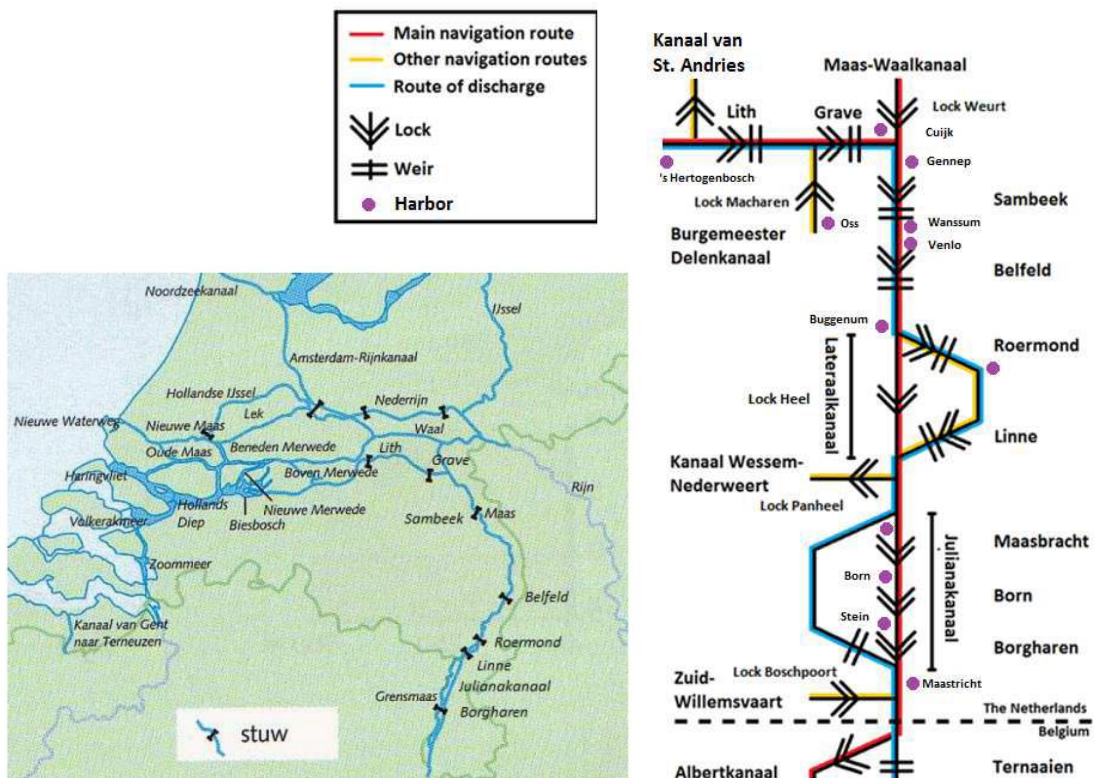 Main navigation route
Other navigation routes
Route of discharge
Lock
Weir
Harbor
Noordzeekanaal
IJssel
Amsterdam-Rijnkanaal
Hollandse IJssel
Lek
Nederrijn
Nieuwe Waterweg
Nieuwe Maas
Waal
Oude Maas
Beneden Merwede
Lith
Haringvliet
Boven Merwede
Grave
Rijn
Hollands
Diep
Nieuwe Merwede
Volkerakmeer
Biesbosch
Sambeek
Maas
Zoommeer
Belfeld
Kanaal van Gent
naar Terneuzen
Roermond
Linne
Julianakanaal
Grensmaas
Borgharen
stuw
Kanaal van
St. Andries
Maas-Waalkanaal
Lith
Grave
Lock Weurt
Cuijk
Gennep
's Hertogenbosch
Lock Macharen
Sambeek
Oss
Wanssum
Burgemeester
Delenkanaal
Venlo
Belfeld
Buggenum
Roermond
Lateraalkanaal
Lock Heel
Linne
Kanaal Wessem-
Nederweert
Lock Panheel
Maasbracht
Julianakanaal
Born
Born
Stein
Borgharen
Lock Boschpoort
Zuid-
Willemsvaart
Maastricht
The Netherlands
Belgium
Albertkanaal
Ternaaien